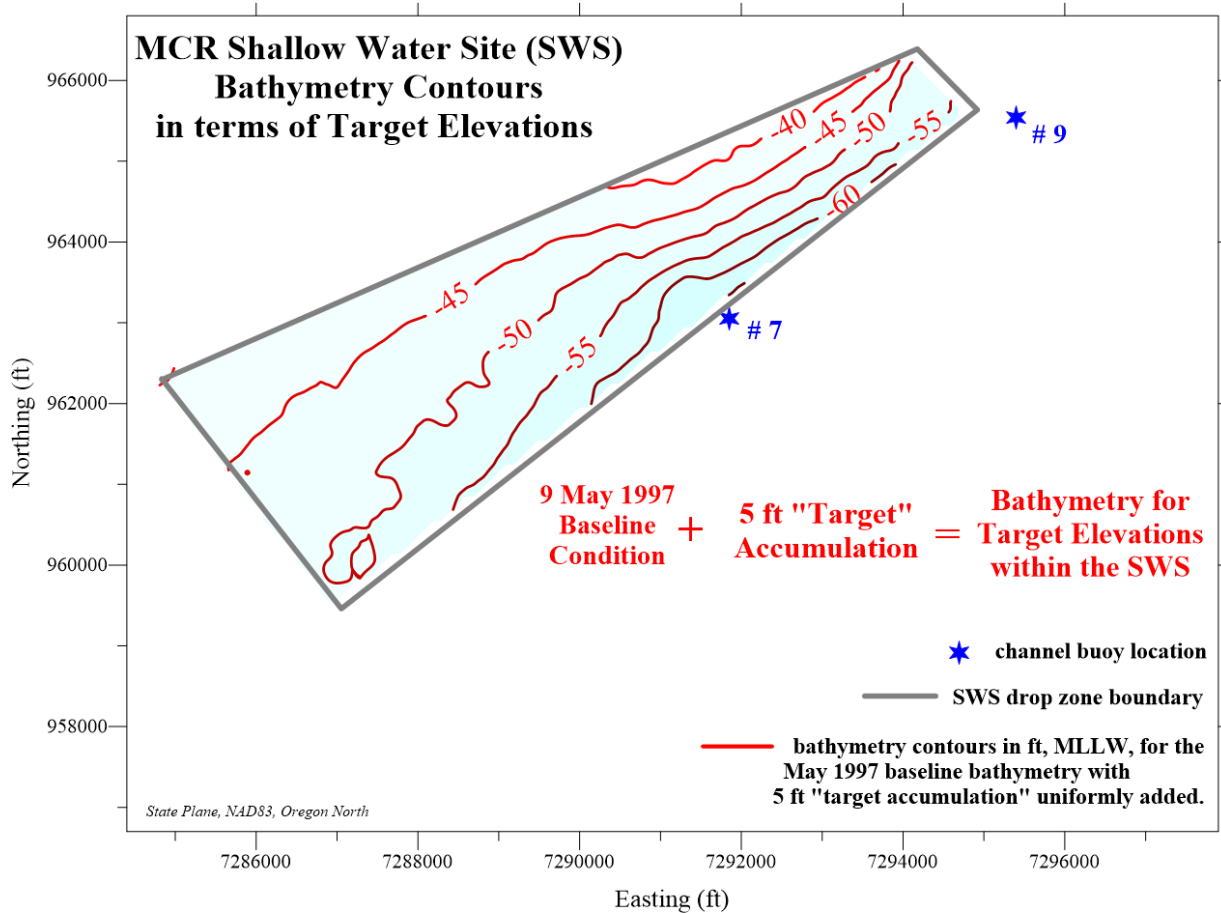 MCR Shallow Water Site (SWS)
Bathymetry Contours
in terms of Target Elevations
966000
964000
962000
960000
958000
Northing (ft)
-40
-45
-50
-55
-60
-45
-50
-55
# 9
# 7
9 May 1997
Baseline
Condition
+
5 ft "Target"
Accumulation
=
Bathymetry for
Target Elevations
within the SWS
channel buoy location
SWS drop zone boundary
bathymetry contours in ft, MLLW, for the
May 1997 baseline bathymetry with
5 ft "target accumulation" uniformly added.
State Plane, NAD83, Oregon North
7286000
7288000
7290000
7292000
7294000
7296000
Easting (ft)